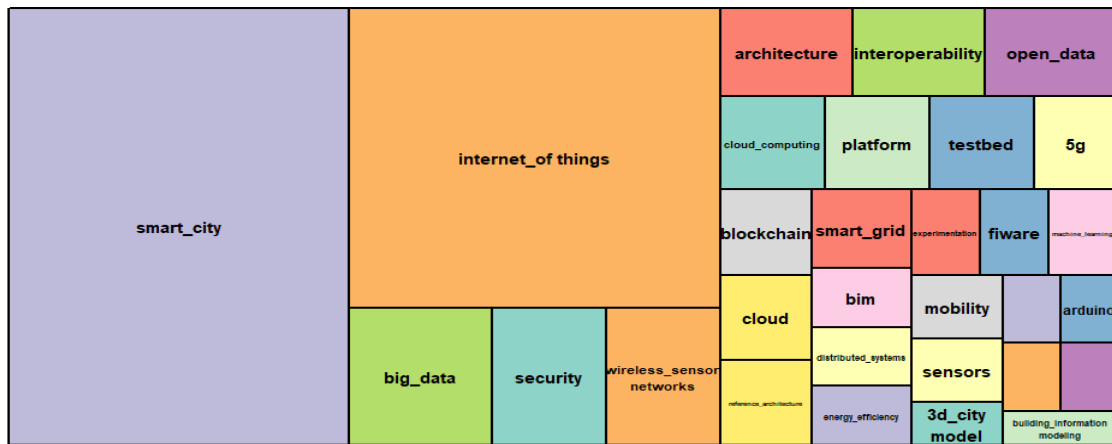 smart_city
internet_of things
big_data
security
wireless_sensor
networks
architecture
interoperability
open_data
cloud_computing
platform
testbed
5g
blockchain
smart_grid
experimentation
fiware
machine_learning
cloud
bim
mobility
arduino
distributed_systems
sensors
reference_architecture
energy_efficiency
3d_city
model
building_information
modeling